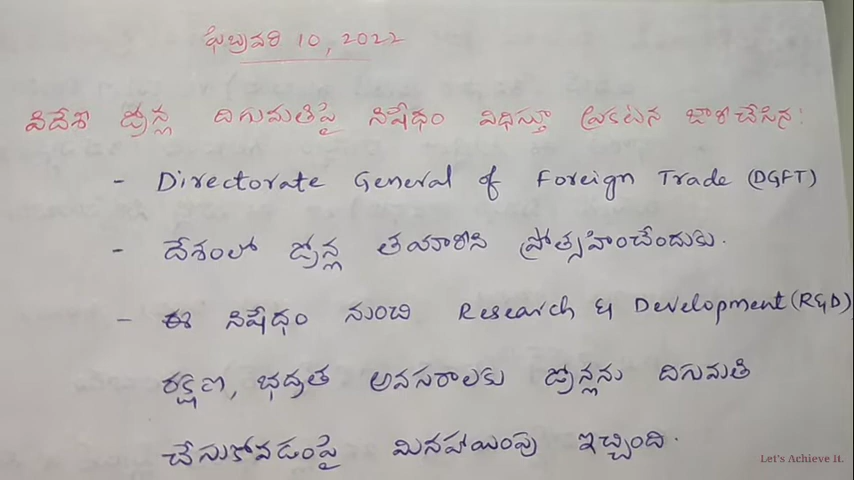 ఫిబ్రవరి 10, 2022
విదేశీ డ్రోన్ల దిగుమతిపై నిషేధం విధిస్తూ ప్రకటన జారీచేసిన:
- Directorate General of Foreign Trade (DGFT)
- దేశంలో డ్రోన్ల తయారీని ప్రోత్సహించేందుకు.
- ఈ నిషేధం నుంచి Research & Development (R&D)
రక్షణ, భద్రత అవసరాలకు డ్రోన్లను దిగుమతి
చేసుకోవడంపై మినహాయింపు ఇచ్చింది.
Let's Achieve It.